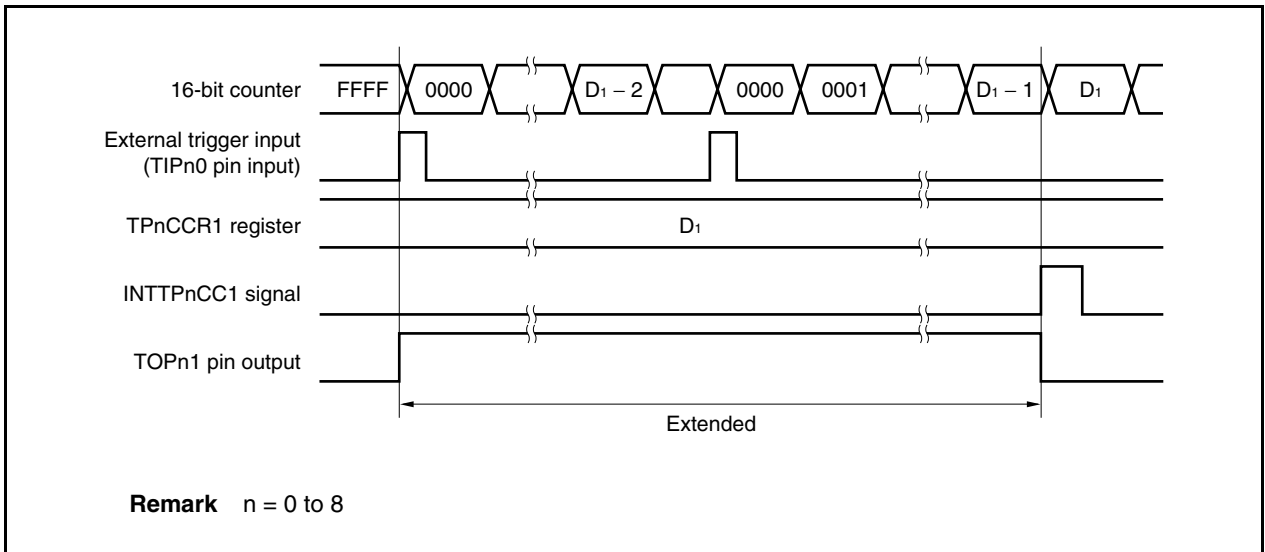 16-bit counter FFFF 0000 D₁ – 2 0000 0001 D₁ – 1 D₁
External trigger input
(TIPn0 pin input)
TPnCCR1 register D₁
INTTPnCC1 signal
TOPn1 pin output
Extended
Remark n = 0 to 8